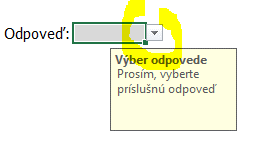 Odpoveď:
Výber odpovede
Prosím, vyberte
príslušnú odpoveď